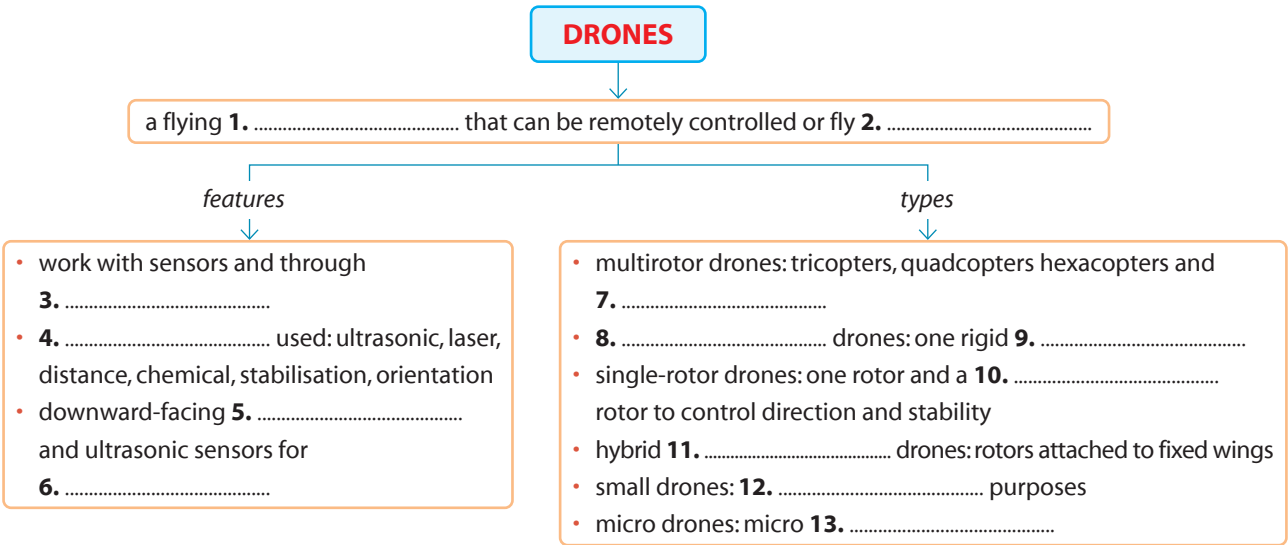 DRONES
a flying 1. ........................................ that can be remotely controlled or fly 2. ........................................
features
types
• work with sensors and through
3. ........................................
• 4. ........................................ used: ultrasonic, laser,
distance, chemical, stabilisation, orientation
• downward-facing 5. ........................................
and ultrasonic sensors for
6. ........................................
• multirotor drones: tricopters, quadcopters hexacopters and
7. ........................................
• 8. ........................................ drones: one rigid 9. ........................................
• single-rotor drones: one rotor and a 10. ........................................
rotor to control direction and stability
• hybrid 11. ........................................ drones: rotors attached to fixed wings
• small drones: 12. ........................................ purposes
• micro drones: micro 13. ........................................